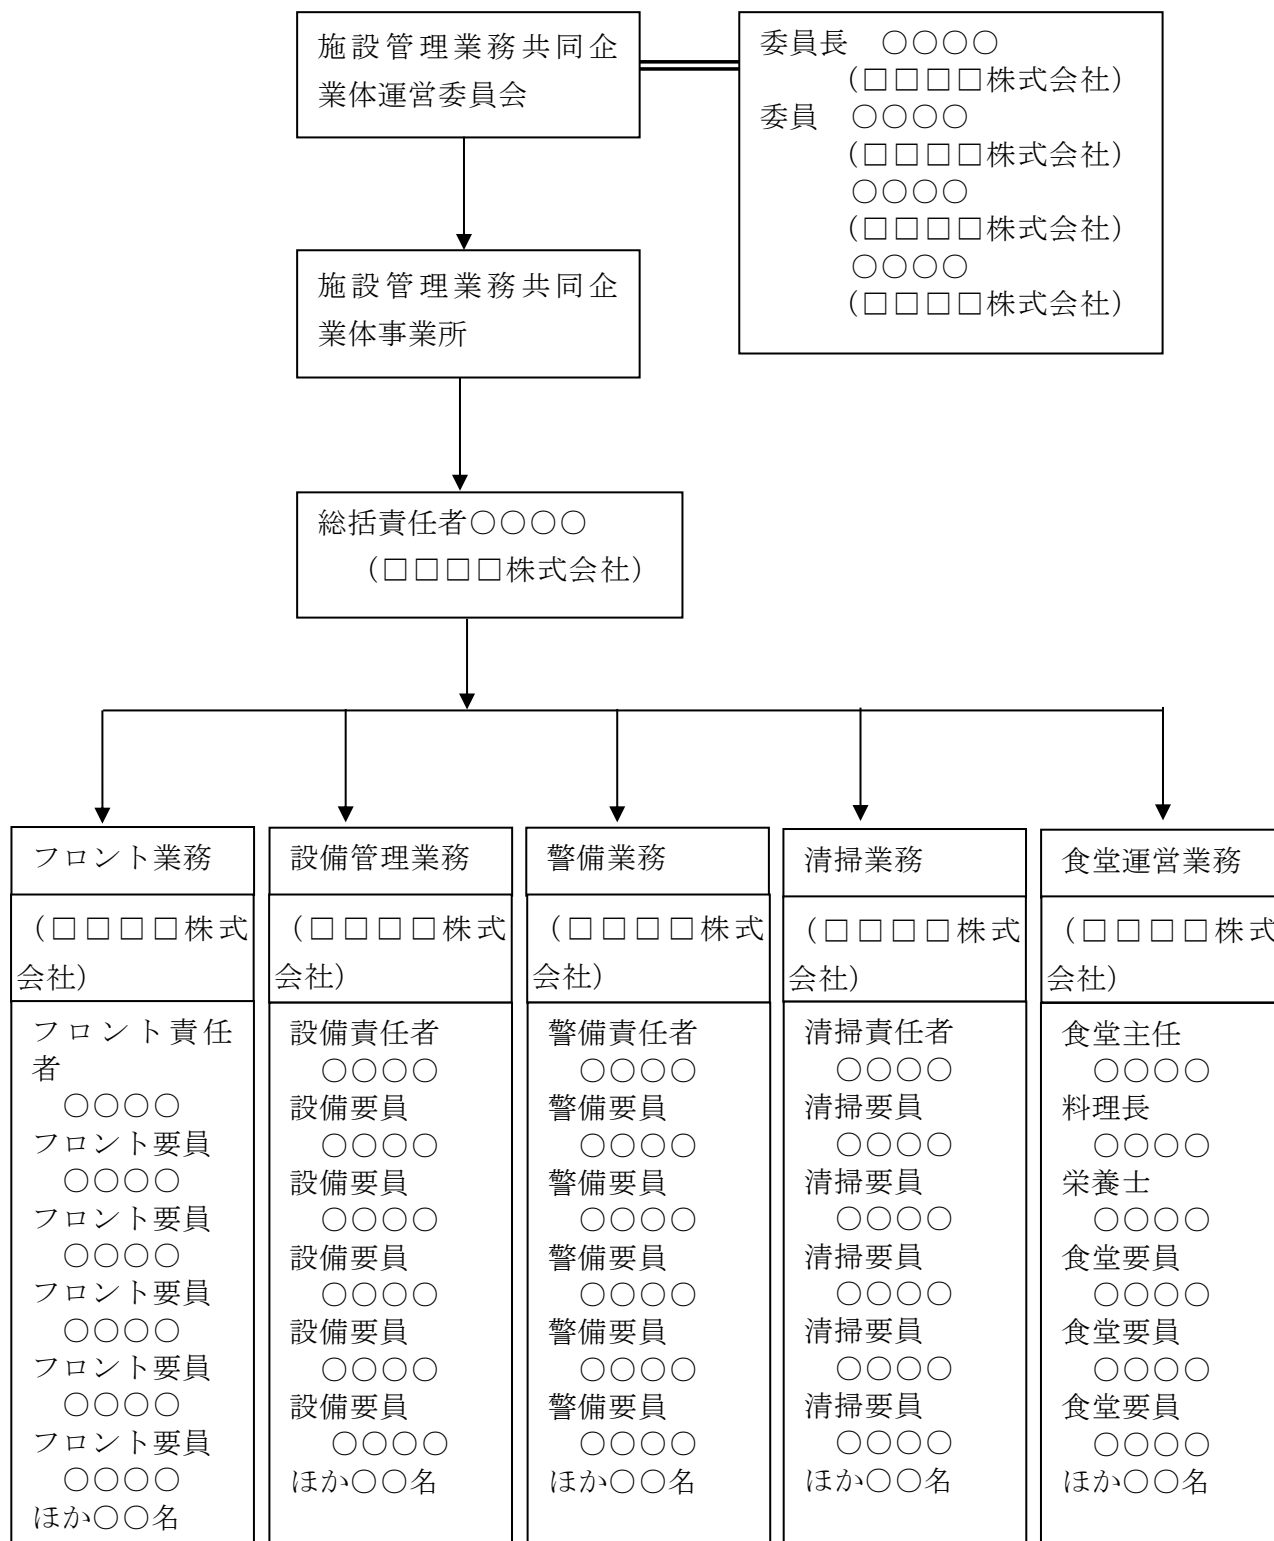 施設管理業務共同企
業体運営委員会
委員長　○○○○
（□□□□株式会社）
委員　○○○○
（□□□□株式会社）
○○○○
（□□□□株式会社）
○○○○
（□□□□株式会社）
施設管理業務共同企
業体事業所
総括責任者○○○○
（□□□□株式会社）
フロント業務
（□□□□株式
会社）
フロント責任
者
○○○○
フロント要員
○○○○
フロント要員
○○○○
フロント要員
○○○○
フロント要員
○○○○
フロント要員
○○○○
ほか○○名
設備管理業務
（□□□□株式
会社）
設備責任者
○○○○
設備要員
○○○○
設備要員
○○○○
設備要員
○○○○
設備要員
○○○○
設備要員
○○○○
ほか○○名
警備業務
（□□□□株式
会社）
警備責任者
○○○○
警備要員
○○○○
警備要員
○○○○
警備要員
○○○○
警備要員
○○○○
警備要員
○○○○
ほか○○名
清掃業務
（□□□□株式
会社）
清掃責任者
○○○○
清掃要員
○○○○
清掃要員
○○○○
清掃要員
○○○○
清掃要員
○○○○
清掃要員
○○○○
ほか○○名
食堂運営業務
（□□□□株式
会社）
食堂主任
○○○○
料理長
○○○○
栄養士
○○○○
食堂要員
○○○○
食堂要員
○○○○
食堂要員
○○○○
ほか○○名